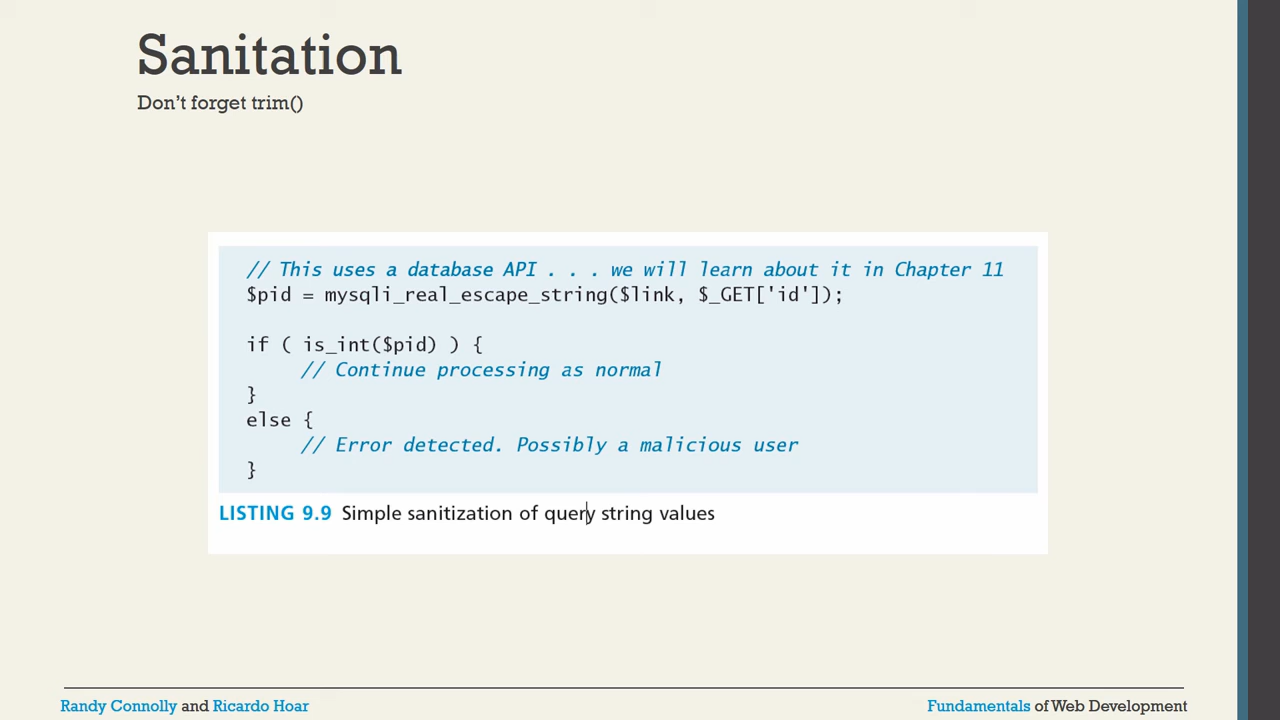 Sanitation
Don't forget trim()
// This uses a database API . . . we will learn about it in Chapter 11
$pid = mysqli_real_escape_string($link, $_GET['id']);
if ( is_int($pid) ) {
// Continue processing as normal
}
else {
// Error detected. Possibly a malicious user
}
LISTING 9.9 Simple sanitization of query string values
Randy Connolly and Ricardo Hoar
Fundamentals of Web Development